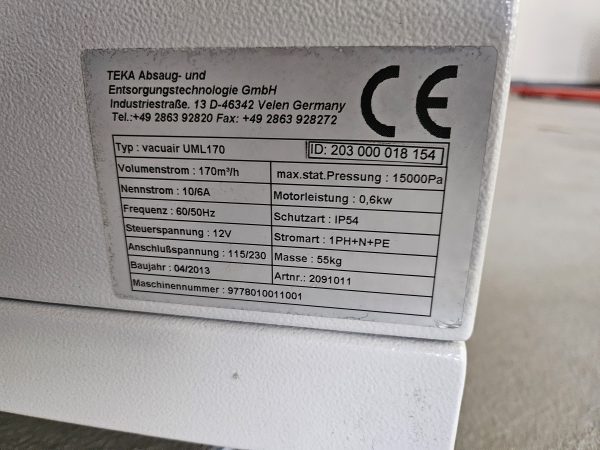 TEKA Absaug- und
Entsorgungstechnologie GmbH
Industriestraße. 13 D-46342 Velen Germany
Tel.:+49 2863 92820 Fax: +49 2863 928272
CE
Typ : vacuair UML170
ID: 203 000 018 154
Volumenstrom : 170m³/h
max.stat.Pressung : 15000Pa
Nennstrom : 10/6A
Motorleistung : 0,6kw
Frequenz : 60/50Hz
Schutzart : IP54
Steuerspannung : 12V
Stromart : 1PH+N+PE
Anschlußspannung : 115/230
Masse : 55kg
Baujahr : 04/2013
Artnr.: 2091011
Maschinennummer : 9778010011001